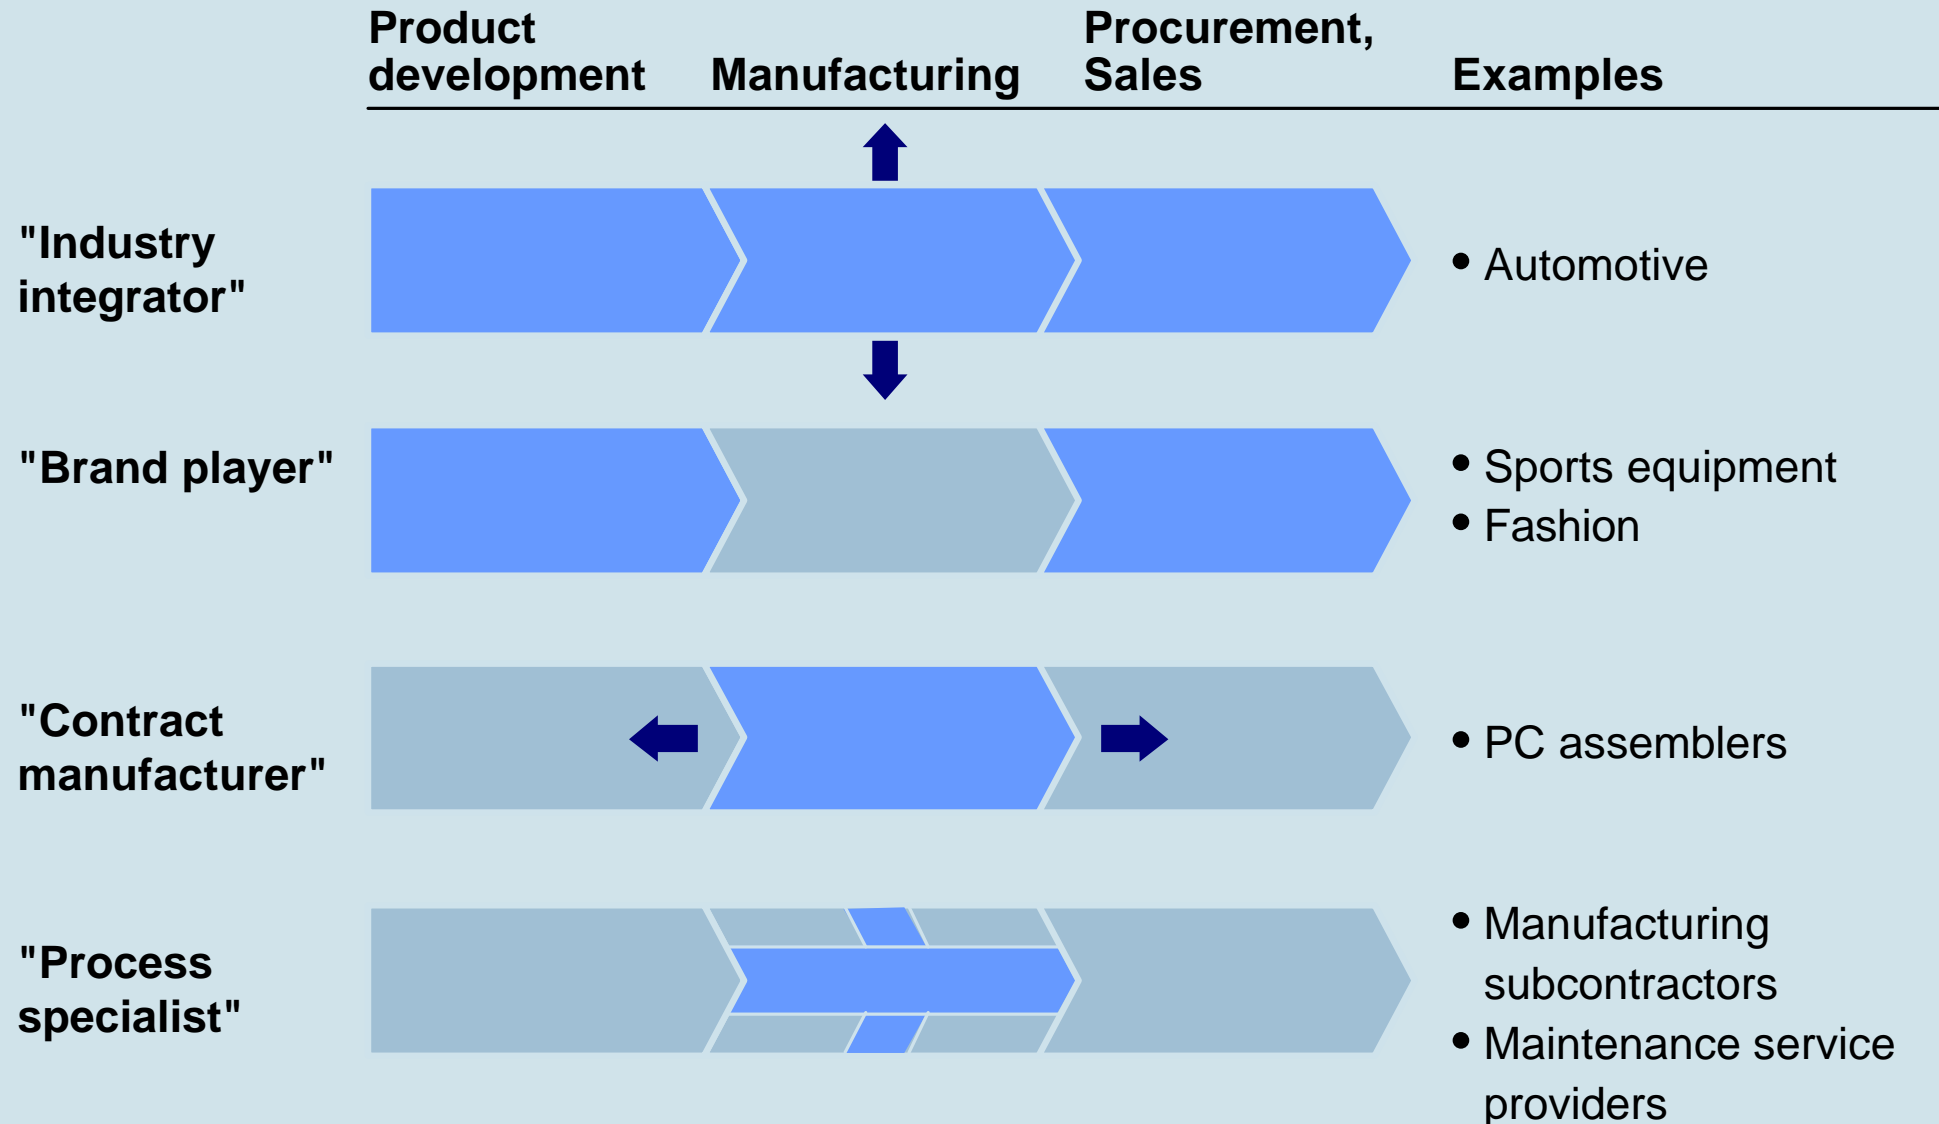 Product
development
Manufacturing
Procurement,
Sales
Examples
"Industry
integrator"
• Automotive
"Brand player"
• Sports equipment
• Fashion
"Contract
manufacturer"
• PC assemblers
"Process
specialist"
• Manufacturing
subcontractors
• Maintenance service
providers